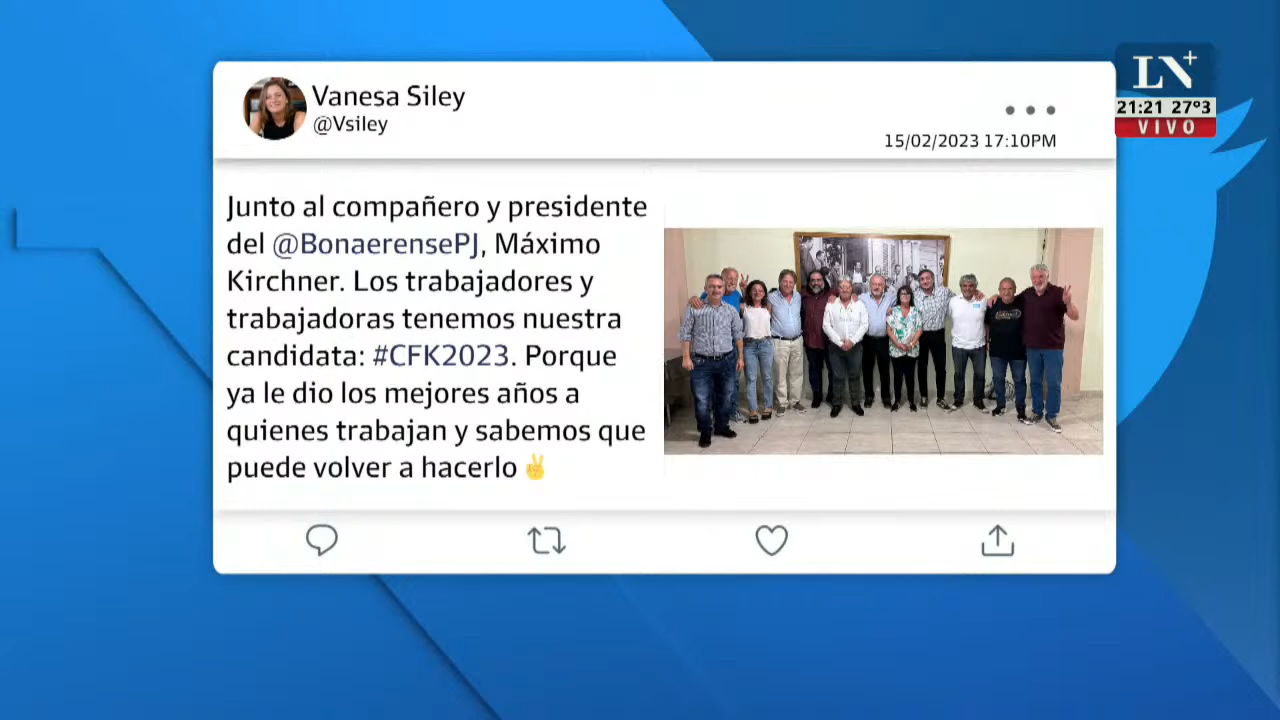 Vanesa Siley
@Vsiley
15/02/2023 17:10PM
LN+
21:21 27°3
VIVO
Junto al compañero y presidente
del @BonaerensePJ, Máximo
Kirchner. Los trabajadores y
trabajadoras tenemos nuestra
candidata: #CFK2023. Porque
ya le dio los mejores años a
quienes trabajan y sabemos que
puede volver a hacerlo ✌